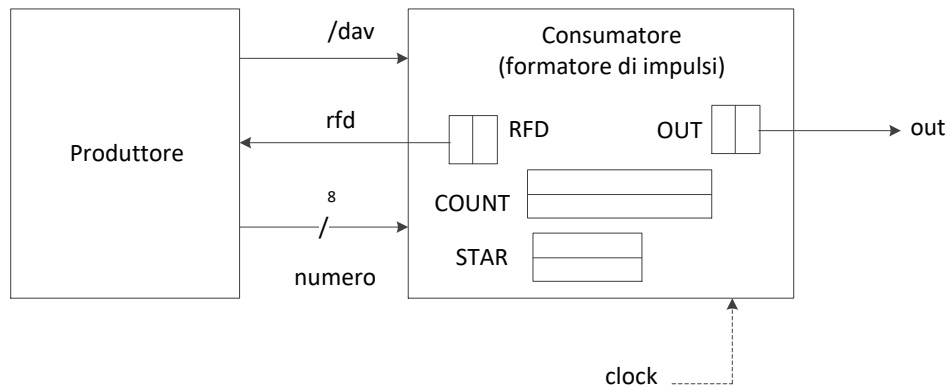 /dav
Consumatore
(formatore di impulsi)
rfd
RFD
OUT
out
Produttore
8
COUNT
/
STAR
numero
clock